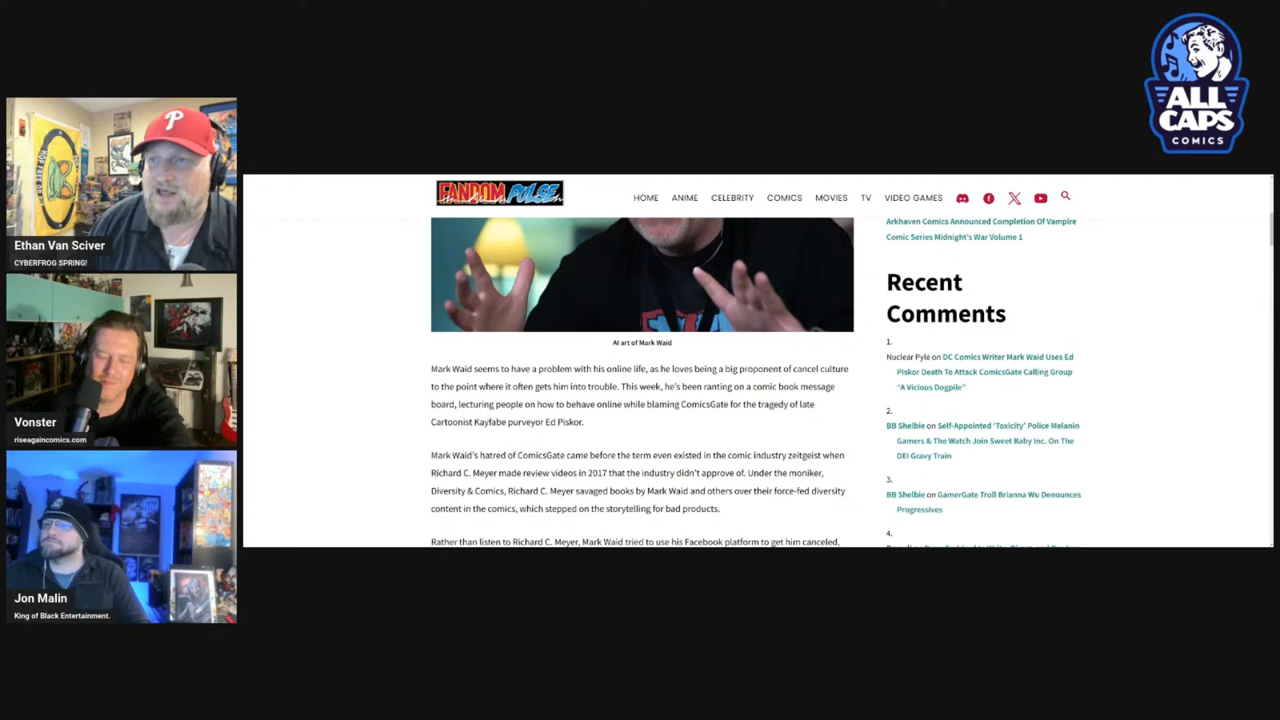 ALL
CAPS
COMICS
P
Ethan Van Sciver
CYBERFROG SPRING!
Vonster
riseagaincomics.com
Jon Malin
King of Black Entertainment.
FANDOM PULSE
HOME ANIME CELEBRITY COMICS MOVIES TV VIDEO GAMES
AI art of Mark Waid
Mark Waid seems to have a problem with his online life, as he loves being a big proponent of cancel culture
to the point where it often gets him into trouble. This week, he's been ranting on a comic book message
board, lecturing people on how to behave online while blaming ComicsGate for the tragedy of late
Cartoonist Kayfabe purveyor Ed Piskor.
Mark Waid's hatred of ComicsGate came before the term even existed in the comic industry zeitgeist when
Richard C. Meyer made review videos in 2017 that the industry didn't approve of. Under the moniker,
Diversity & Comics, Richard C. Meyer savaged books by Mark Waid and others over their force-fed diversity
content in the comics, which stepped on the storytelling for bad products.
Rather than listen to Richard C. Meyer, Mark Waid tried to use his Facebook platform to get him canceled,
Arkhaven Comics Announced Completion Of Vampire
Comic Series Midnight's War Volume 1
Recent
Comments
1.
Nuclear Pyle on DC Comics Writer Mark Waid Uses Ed
Piskor Death To Attack ComicsGate Calling Group
"A Vicious Dogpile"
2.
BB Shelbie on Self-Appointed 'Toxicity' Police Melanin
Gamers & The Watch Join Sweet Baby Inc. On The
DEI Gravy Train
3.
BB Shelbie on GamerGate Troll Brianna Wu Denounces
Progressives
4.